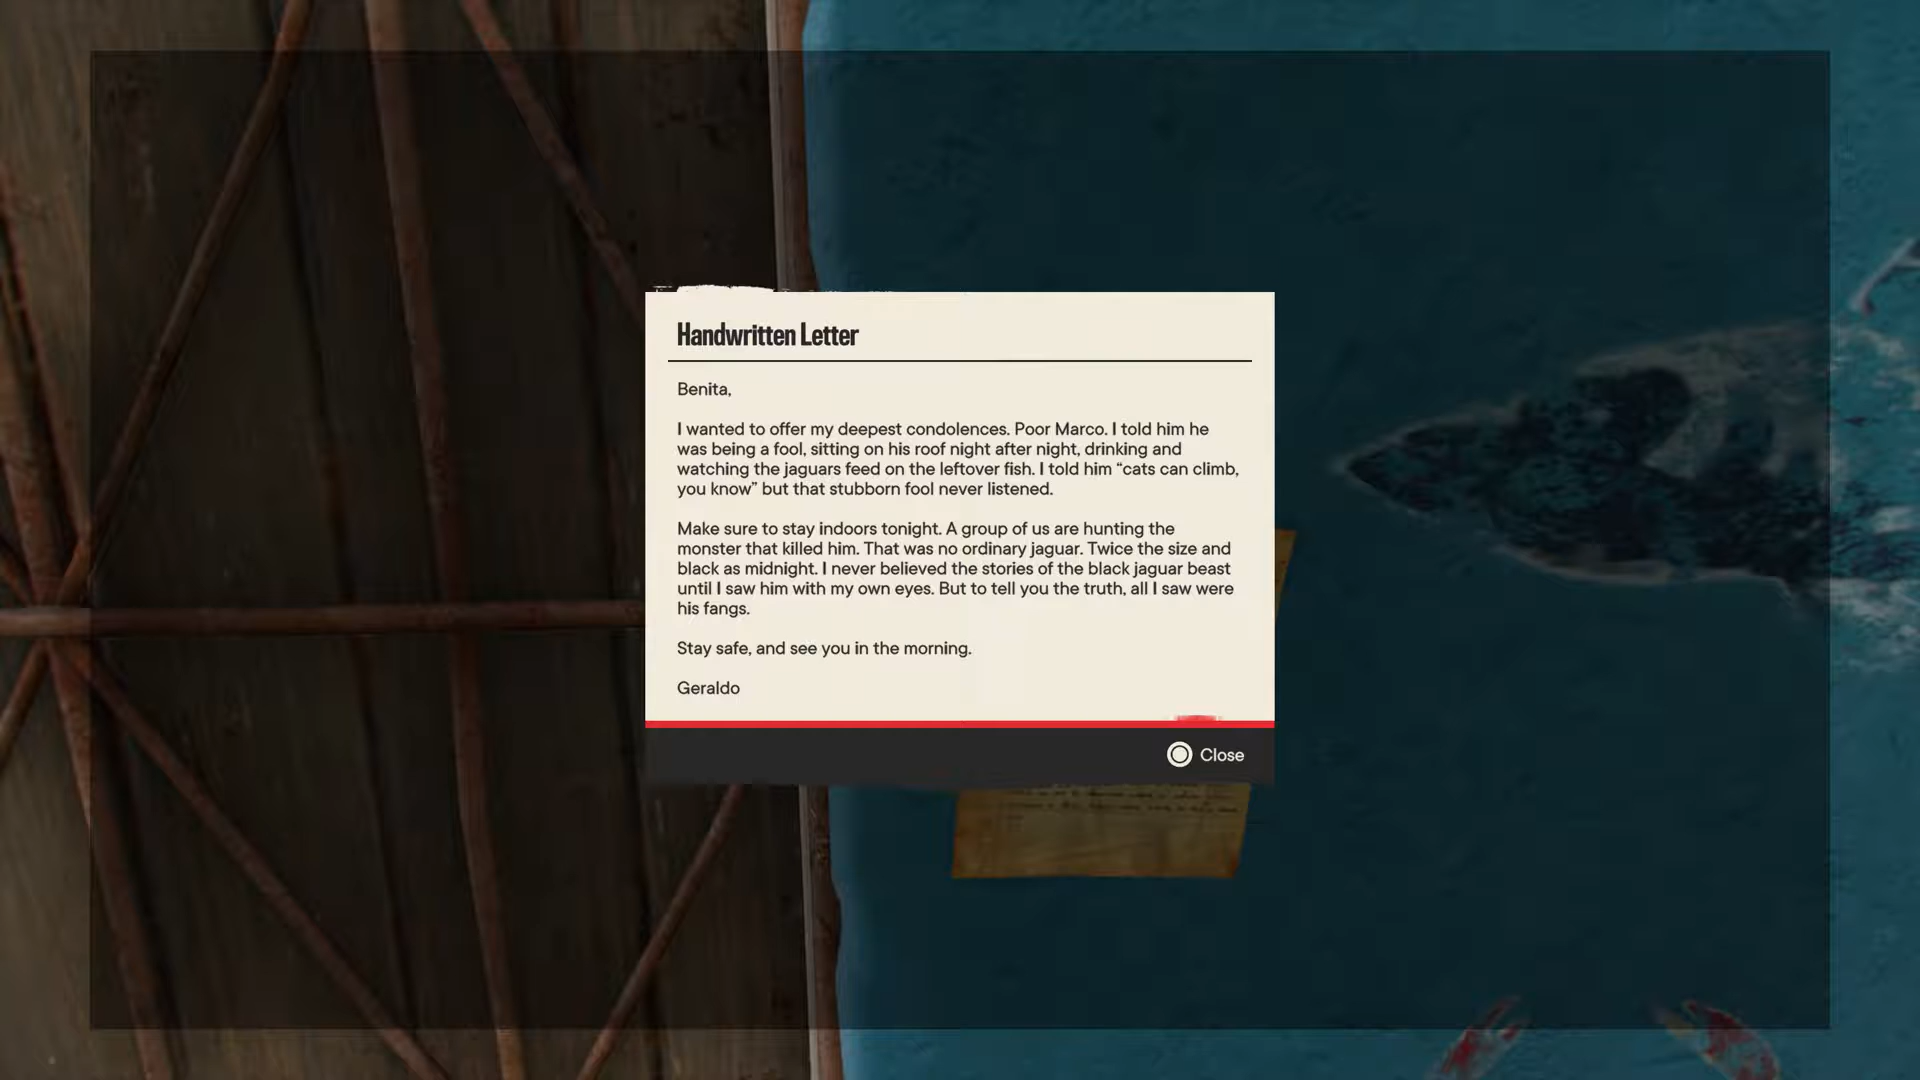 Handwritten Letter
Benita,
I wanted to offer my deepest condolences. Poor Marco. I told him he
was being a fool, sitting on his roof night after night, drinking and
watching the jaguars feed on the leftover fish. I told him “cats can climb,
you know” but that stubborn fool never listened.
Make sure to stay indoors tonight. A group of us are hunting the
monster that killed him. That was no ordinary jaguar. Twice the size and
black as midnight. I never believed the stories of the black jaguar beast
until I saw him with my own eyes. But to tell you the truth, all I saw were
his fangs.
Stay safe, and see you in the morning.
Geraldo
Close